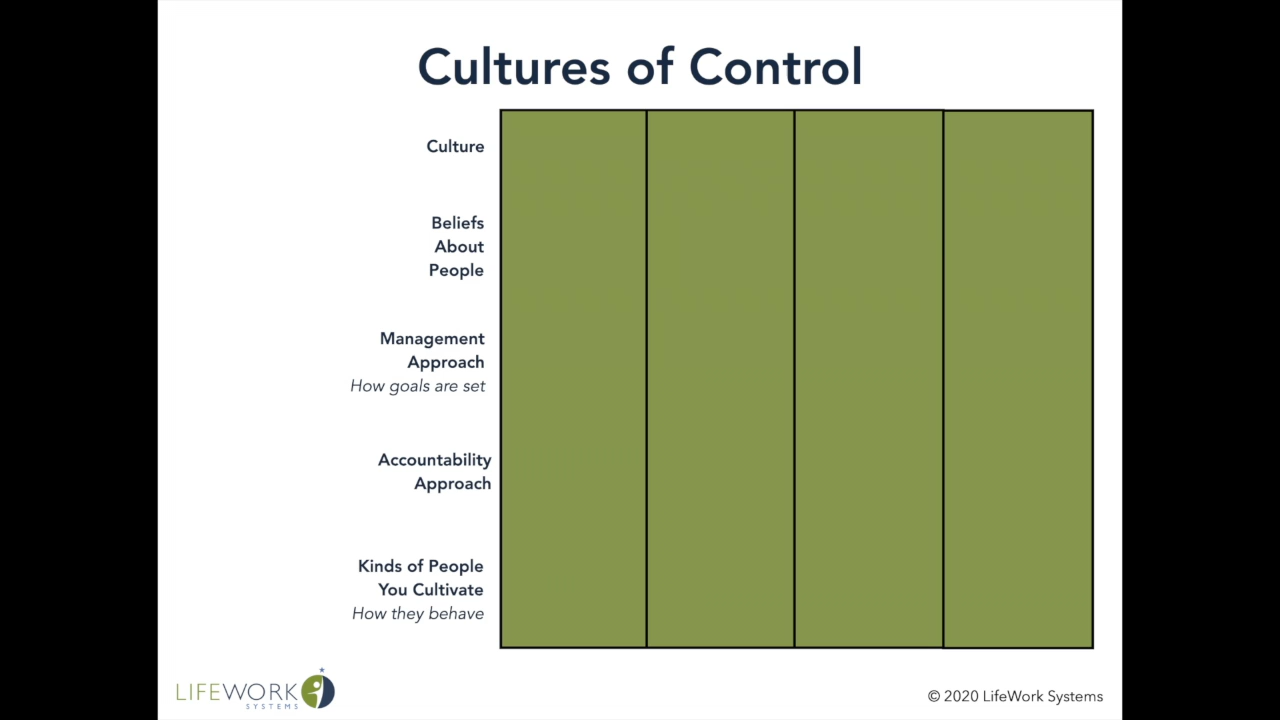 Cultures of Control
Culture
Beliefs
About
People
Management
Approach
How goals are set
Accountability
Approach
Kinds of People
You Cultivate
How they behave
LIFEWORK
SYSTEMS
© 2020 LifeWork Systems